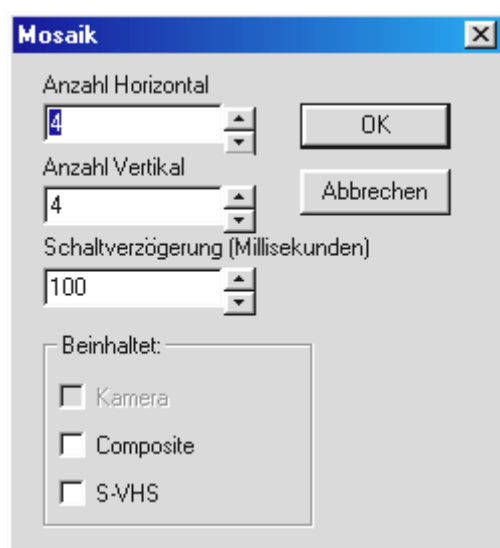 Mosaik
Anzahl Horizontal
4
OK
Anzahl Vertikal
4
Abbrechen
Schaltverzögerung (Millisekunden)
100
Beinhaltet:
Kamera
Composite
S-VHS